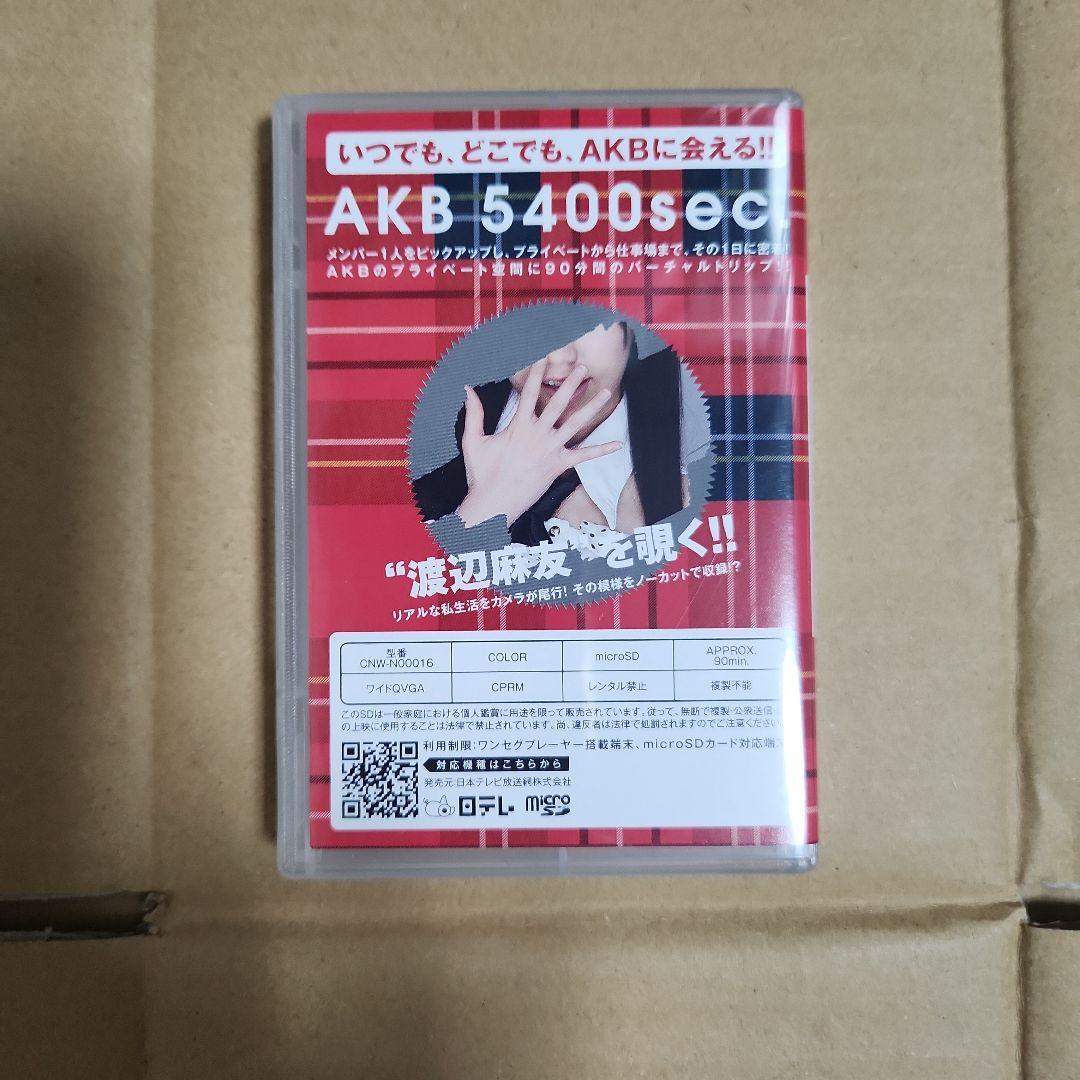 いつでも、どこでも、AKBに会える!!
AKB 5400sec.
メンバー1人をピックアップし、プライベートから仕事場まで、その1日に密着!
AKBのプライベート空間に90分間のバーチャルトリップ!!
“渡辺麻友”を覗く!!
リアルな私生活をカメラが尾行! その模様をノーカットで収録!?
型番 CNW-N00016 COLOR microSD APPROX. 90min.
ワイドQVGA CPRM レンタル禁止 複製不能
このSDは一般家庭における個人鑑賞に用途を限って販売されています。従って、無断で複製・公衆送信・
の上映に使用することは法律で禁止されています。尚、違反者は法律で処罰されますのでご注意ください。
利用制限：ワンセグプレーヤー搭載端末、microSDカード対応端末
対応機種はこちらから
発売元:日本テレビ放送網株式会社
日テレ micro SD